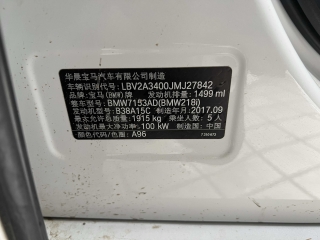 华晨宝马汽车有限公司制造
车辆识别代号: LBV2A3400JMJ27842
品牌: 宝马(BMW)牌 发动机排量: 1499 ml
整车型号: BMW7153AD(BMW218i)
发动机型号: B38A15C 制造年月: 2017.09
最大允许总质量: 1915 kg 乘坐人数: 5 人
最大净功率: 100 kW 制造国: 中国
颜色代码/色图: A96